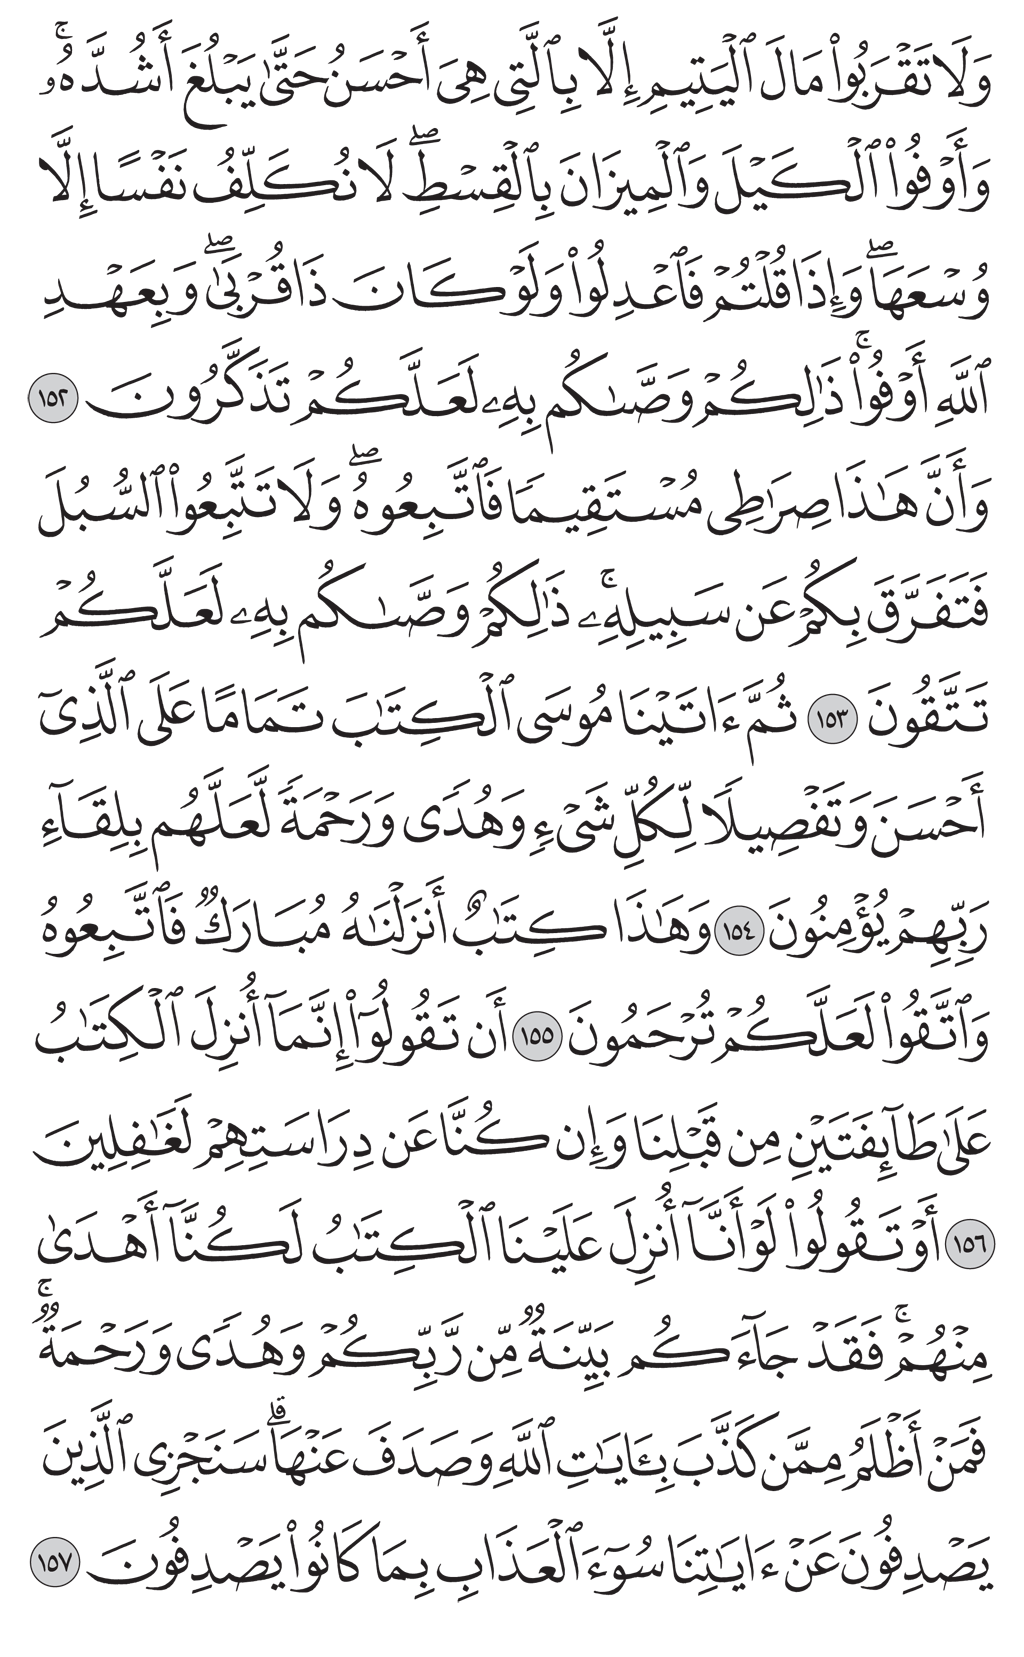 وَلَا تَقْرَبُوا۟ مَالَ ٱلْيَتِيمِ إِلَّا بِٱلَّتِى هِىَ أَحْسَنُ حَتَّىٰ يَبْلُغَ أَشُدَّهُۥ ۚ
وَأَوْفُوا۟ ٱلْكَيْلَ وَٱلْمِيزَانَ بِٱلْقِسْطِ ۖ لَا نُكَلِّفُ نَفْسًا إِلَّا
وُسْعَهَا ۖ وَإِذَا قُلْتُمْ فَٱعْدِلُوا۟ وَلَوْ كَانَ ذَا قُرْبَىٰ ۖ وَبِعَهْدِ
ٱللَّهِ أَوْفُوا۟ ۚ ذَٰلِكُمْ وَصَّىٰكُم بِهِۦ لَعَلَّكُمْ تَذَكَّرُونَ ١٥٢
وَأَنَّ هَـٰذَا صِرَٰطِى مُسْتَقِيمًا فَٱتَّبِعُوهُ ۖ وَلَا تَتَّبِعُوا۟ ٱلسُّبُلَ
فَتَفَرَّقَ بِكُمْ عَن سَبِيلِهِۦ ۚ ذَٰلِكُمْ وَصَّىٰكُم بِهِۦ لَعَلَّكُمْ
تَتَّقُونَ ١٥٣ ثُمَّ ءَاتَيْنَا مُوسَى ٱلْكِتَـٰبَ تَمَامًا عَلَى ٱلَّذِىٓ
أَحْسَنَ وَتَفْصِيلًا لِّكُلِّ شَىْءٍ وَهُدًى وَرَحْمَةً لَّعَلَّهُم بِلِقَآءِ
رَبِّهِمْ يُؤْمِنُونَ ١٥٤ وَهَـٰذَا كِتَـٰبٌ أَنزَلْنَـٰهُ مُبَارَكٌ فَٱتَّبِعُوهُ
وَٱتَّقُوا۟ لَعَلَّكُمْ تُرْحَمُونَ ١٥٥ أَن تَقُولُوٓا۟ إِنَّمَآ أُنزِلَ ٱلْكِتَـٰبُ
عَلَىٰ طَآئِفَتَيْنِ مِن قَبْلِنَا وَإِن كُنَّا عَن دِرَاسَتِهِمْ لَغَـٰفِلِينَ
١٥٦ أَوْ تَقُولُوا۟ لَوْ أَنَّآ أُنزِلَ عَلَيْنَا ٱلْكِتَـٰبُ لَكُنَّآ أَهْدَىٰ
مِنْهُمْ ۚ فَقَدْ جَآءَكُم بَيِّنَةٌ مِّن رَّبِّكُمْ وَهُدًى وَرَحْمَةٌ ۚ
فَمَنْ أَظْلَمُ مِمَّن كَذَّبَ بِـَٔايَـٰتِ ٱللَّهِ وَصَدَفَ عَنْهَا ۗ سَنَجْزِى ٱلَّذِينَ
يَصْدِفُونَ عَنْ ءَايَـٰتِنَا سُوٓءَ ٱلْعَذَابِ بِمَا كَانُوا۟ يَصْدِفُونَ ١٥٧